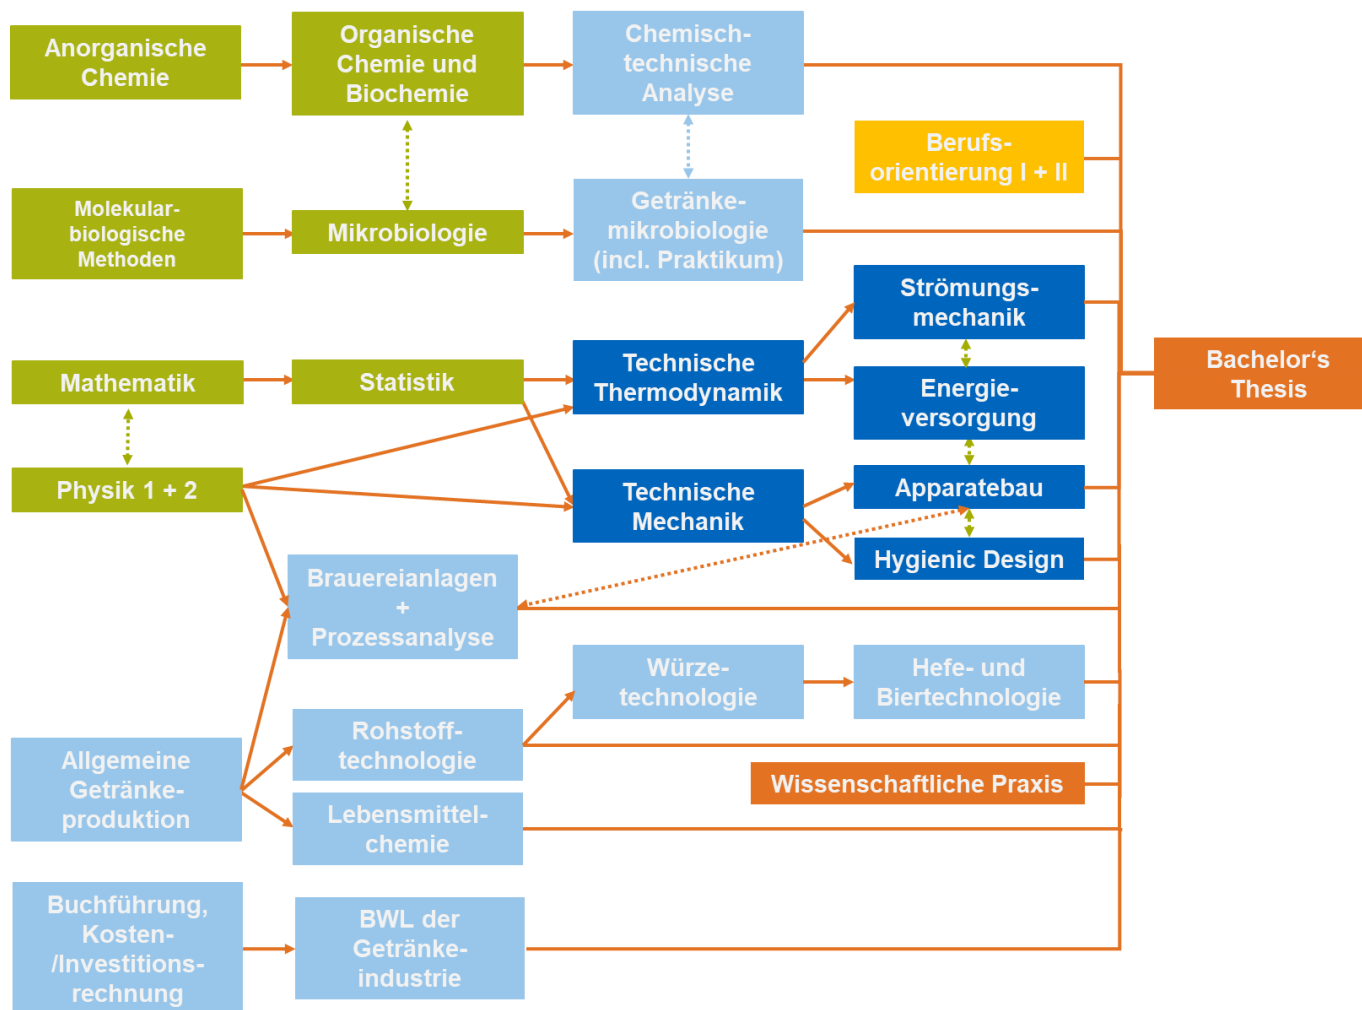 Anorganische
Chemie
Organische
Chemie und
Biochemie
Chemisch-
technische
Analyse
Berufs-
orientierung I + II
Molekular-
biologische
Methoden
Mikrobiologie
Getränke-
mikrobiologie
(incl. Praktikum)
Strömungs-
mechanik
Mathematik
Statistik
Technische
Thermodynamik
Energie-
versorgung
Bachelor‘s
Thesis
Physik 1 + 2
Technische
Mechanik
Apparatebau
Hygienic Design
Brauereianlagen
+
Prozessanalyse
Würze-
technologie
Hefe- und
Biertechnologie
Allgemeine
Getränke-
produktion
Rohstoff-
technologie
Wissenschaftliche Praxis
Lebensmittel-
chemie
Buchführung,
Kosten-
/Investitions-
rechnung
BWL der
Getränke-
industrie